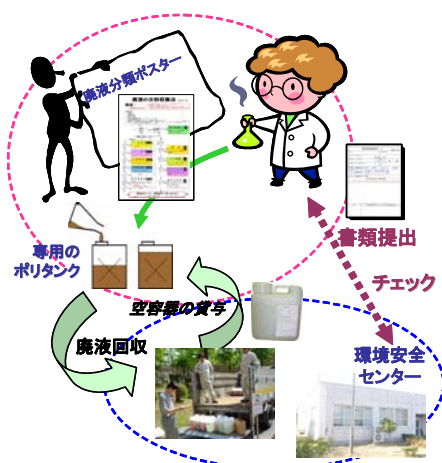 廃液分類ポスター
書類提出
専用の
ポリタンク
チェック
空容器の貸与
廃液回収
環境安全
センター